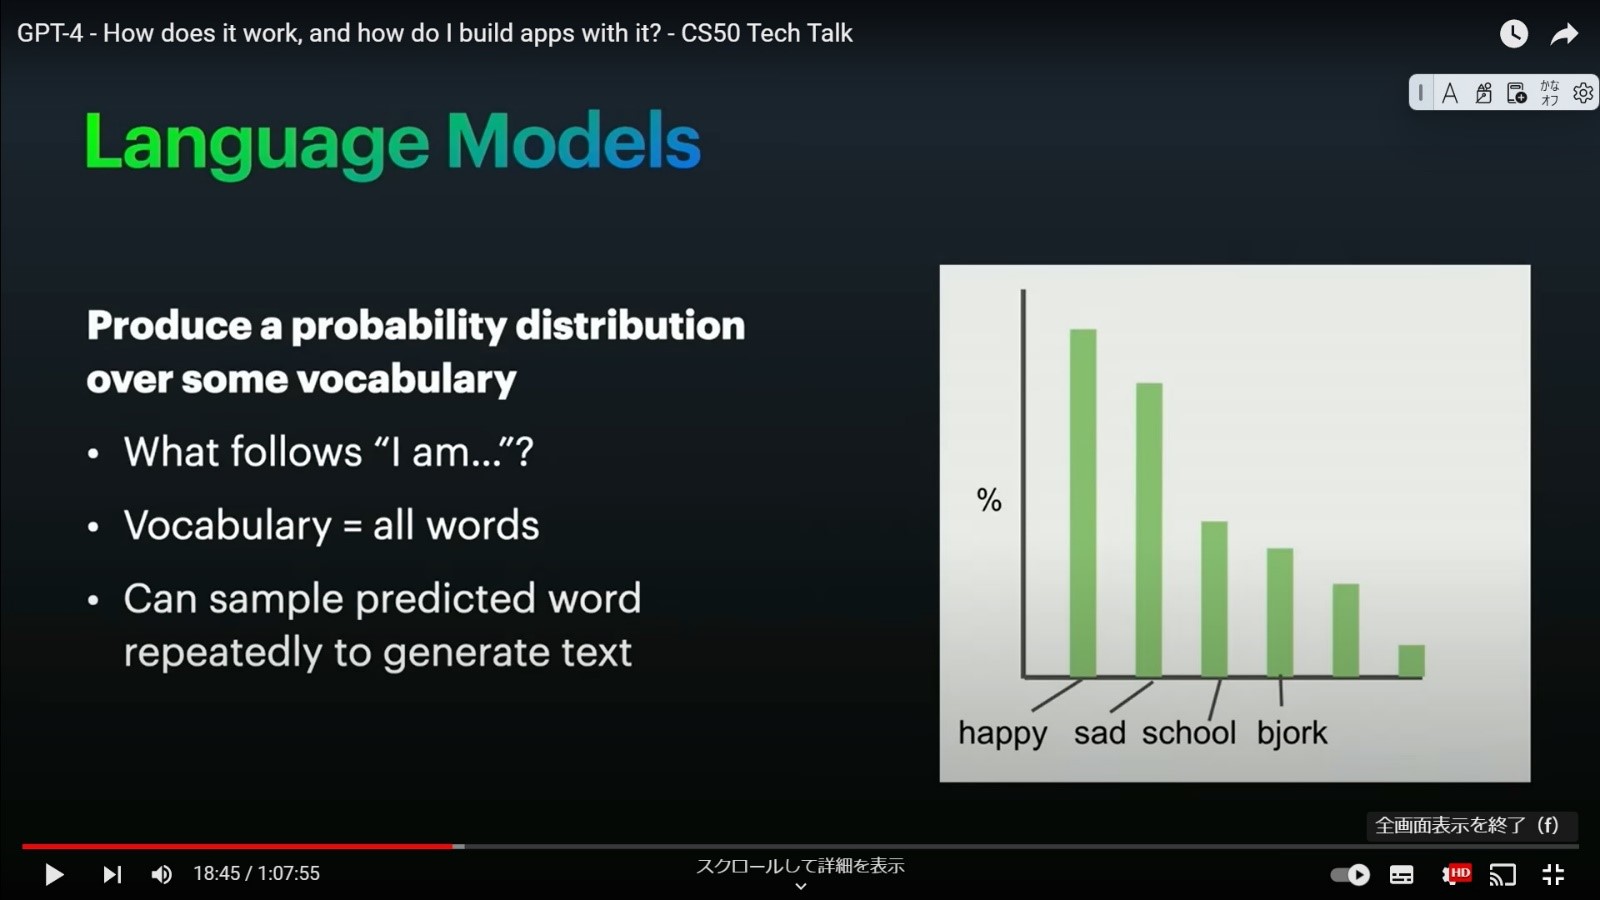 GPT-4 - How does it work, and how do I build apps with it? - CS50 Tech Talk
A
かな
オフ
Language Models
Produce a probability distribution
over some vocabulary
• What follows “I am...”?
• Vocabulary = all words
• Can sample predicted word
repeatedly to generate text
%
happy sad school bjork
全画面表示を終了 (f)
スクロールして詳細を表示
18:45 / 1:07:55
HD